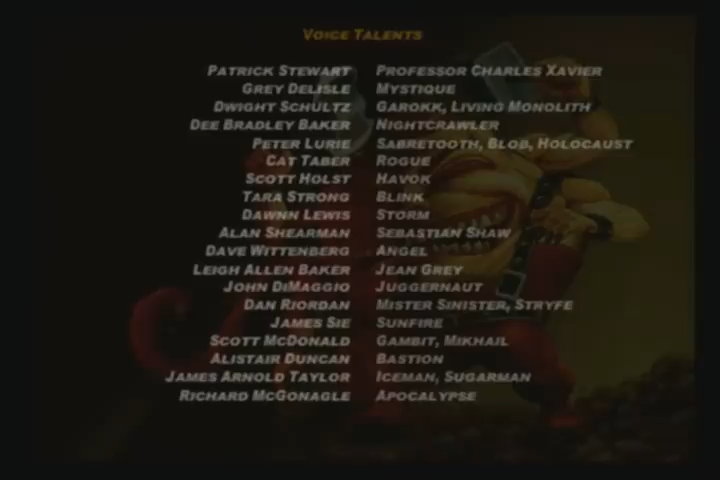 Voice Talents
Patrick Stewart Professor Charles Xavier
Grey DeLisle Mystique
Dwight Schultz Garokk, Living Monolith
Dee Bradley Baker Nightcrawler
Peter Lurie Sabretooth, Blob, Holocaust
Cat Taber Rogue
Scott Holst Havok
Tara Strong Blink
Dawnn Lewis Storm
Alan Shearman Sebastian Shaw
Dave Wittenberg Angel
Leigh Allen Baker Jean Grey
John DiMaggio Juggernaut
Dan Riordan Mister Sinister, Stryfe
James Sie Sunfire
Scott McDonald Gambit, Mikhail
Alistair Duncan Bastion
James Arnold Taylor Iceman, Sugarman
Richard McGonagle Apocalypse